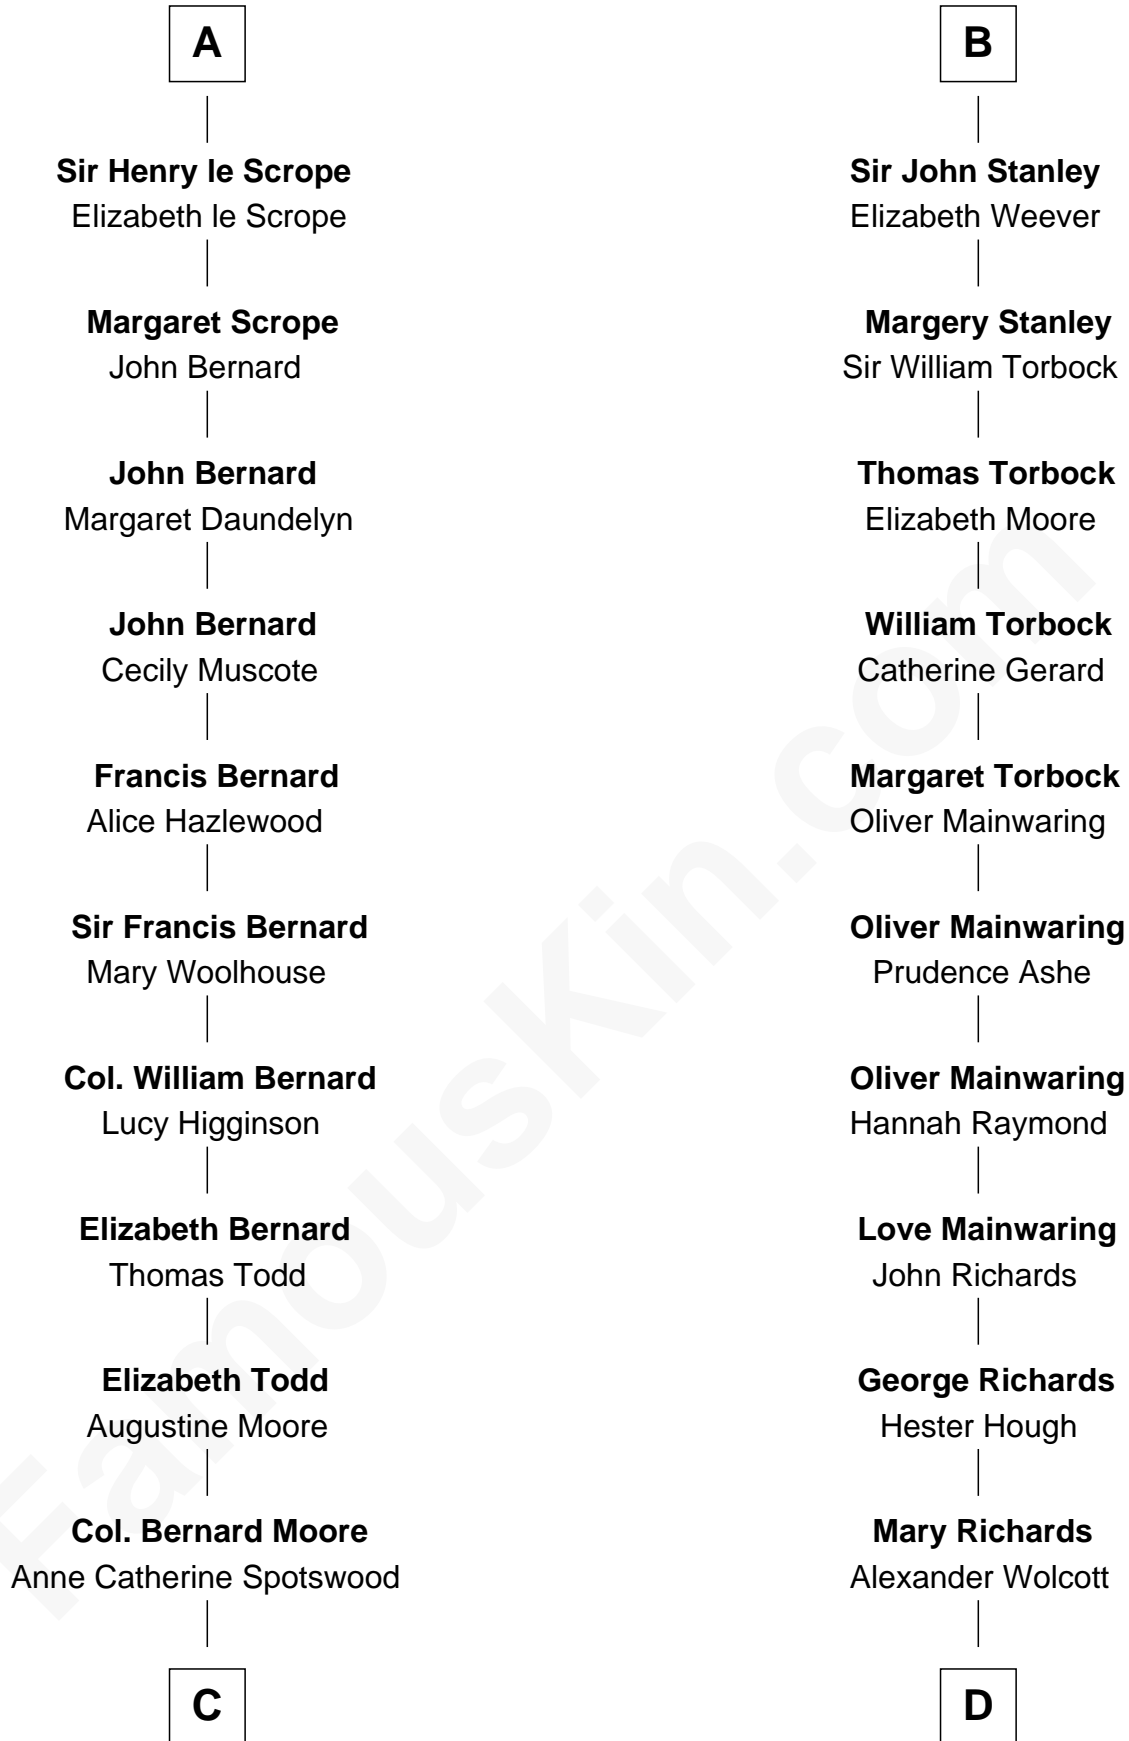 A
Sir Henry le Scrope
Elizabeth le Scrope
Margaret Scrope
John Bernard
John Bernard
Margaret Daundelyn
John Bernard
Cecily Muscote
Francis Bernard
Alice Hazlewood
Sir Francis Bernard
Mary Woolhouse
Col. William Bernard
Lucy Higginson
Elizabeth Bernard
Thomas Todd
Elizabeth Todd
Augustine Moore
Col. Bernard Moore
Anne Catherine Spotswood
C
B
Sir John Stanley
Elizabeth Weever
Margery Stanley
Sir William Torbock
Thomas Torbock
Elizabeth Moore
William Torbock
Catherine Gerard
Margaret Torbock
Oliver Mainwaring
Oliver Mainwaring
Prudence Ashe
Oliver Mainwaring
Hannah Raymond
Love Mainwaring
John Richards
George Richards
Hester Hough
Mary Richards
Alexander Wolcott
D
FamousKin.com